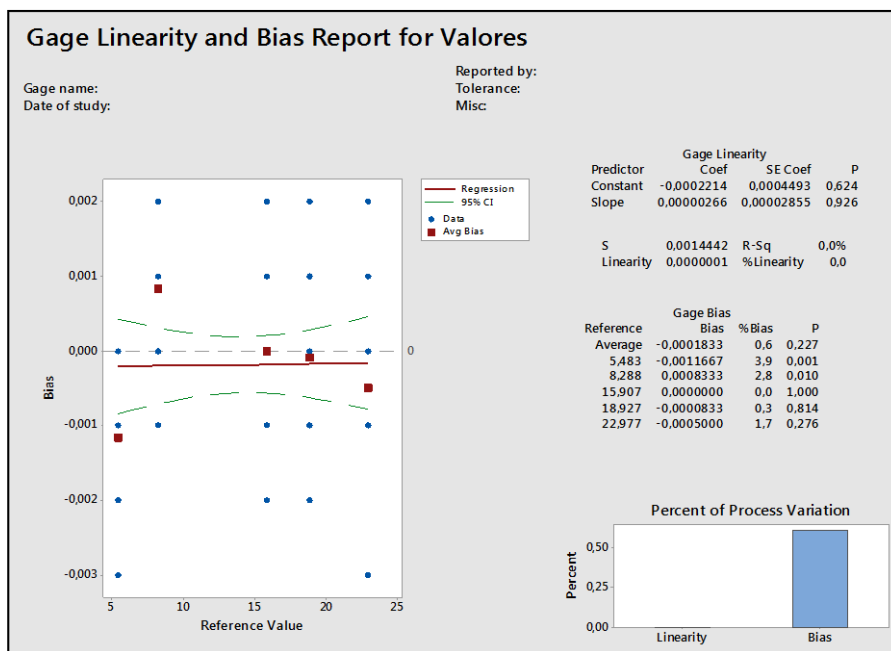 Gage Linearity and Bias Report for Valores
Gage name:
Date of study:
Reported by:
Tolerance:
Misc:
0,002
0,001
0,000
-0,001
-0,002
-0,003
Bias
5 10 15 20 25
Reference Value
0
Regression
95% CI
Data
Avg Bias
Gage Linearity
Predictor Coef SE Coef P
Constant -0,0002214 0,0004493 0,624
Slope 0,00000266 0,00002855 0,926
S 0,0014442 R-Sq 0,0%
Linearity 0,0000001 %Linearity 0,0
Gage Bias
Reference Bias %Bias P
Average -0,0001833 0,6 0,227
5,483 -0,0011667 3,9 0,001
8,288 0,0008333 2,8 0,010
15,907 0,0000000 0,0 1,000
18,927 -0,0000833 0,3 0,814
22,977 -0,0005000 1,7 0,276
Percent of Process Variation
0,50
0,25
0,00
Percent
Linearity Bias